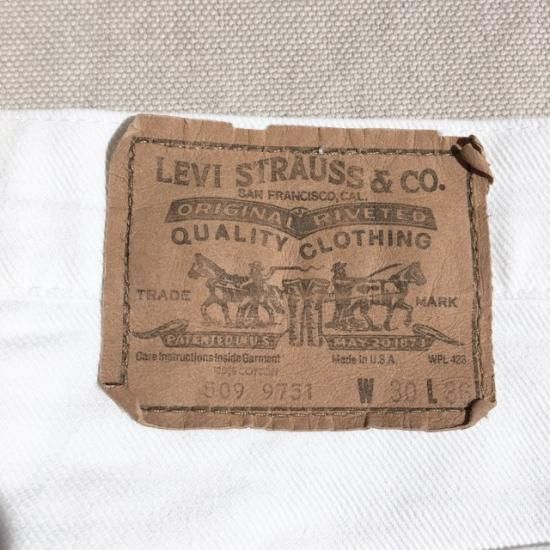 LEVI STRAUSS & CO.
SAN FRANCISCO, CAL.
ORIGINAL RIVETED
QUALITY CLOTHING
TRADE MARK
PATENTED IN U.S. MAY 20 1873
Care Instructions Inside Garment Made in U.S.A. WPL 423
100% COTTON
509 9751 W 30 L